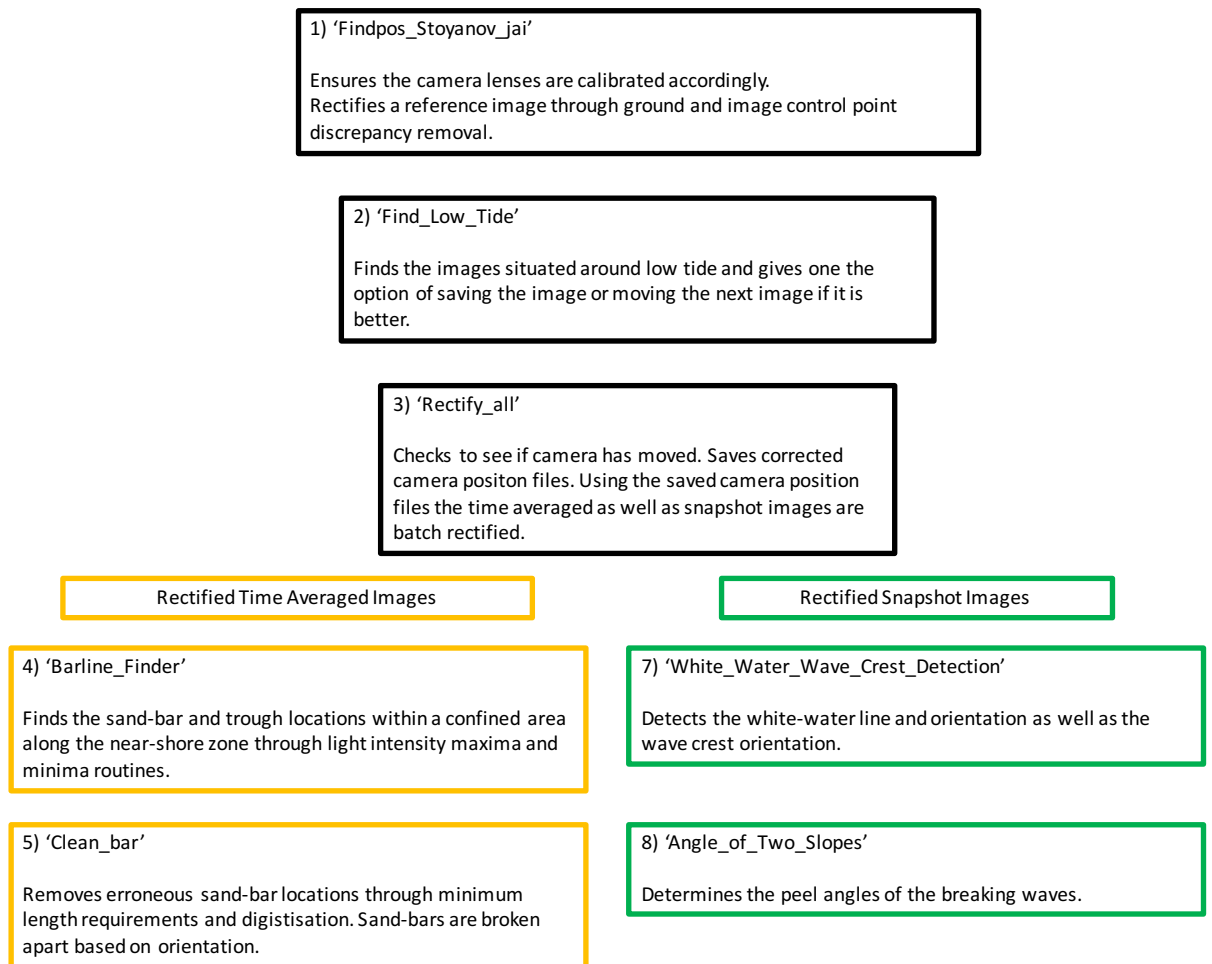 1) ‘Findpos_Stoyanov_jai’
Ensures the camera lenses are calibrated accordingly.
Rectifies a reference image through ground and image control point
discrepancy removal.
2) ‘Find_Low_Tide’
Finds the images situated around low tide and gives one the
option of saving the image or moving the next image if it is
better.
3) ‘Rectify_all’
Checks to see if camera has moved. Saves corrected
camera positon files. Using the saved camera position
files the time averaged as well as snapshot images are
batch rectified.
Rectified Time Averaged Images
4) ‘Barline_Finder’
Finds the sand-bar and trough locations within a confined area
along the near-shore zone through light intensity maxima and
minima routines.
5) ‘Clean_bar’
Removes erroneous sand-bar locations through minimum
length requirements and digistisation. Sand-bars are broken
apart based on orientation.
Rectified Snapshot Images
7) ‘White_Water_Wave_Crest_Detection’
Detects the white-water line and orientation as well as the
wave crest orientation.
8) ‘Angle_of_Two_Slopes’
Determines the peel angles of the breaking waves.